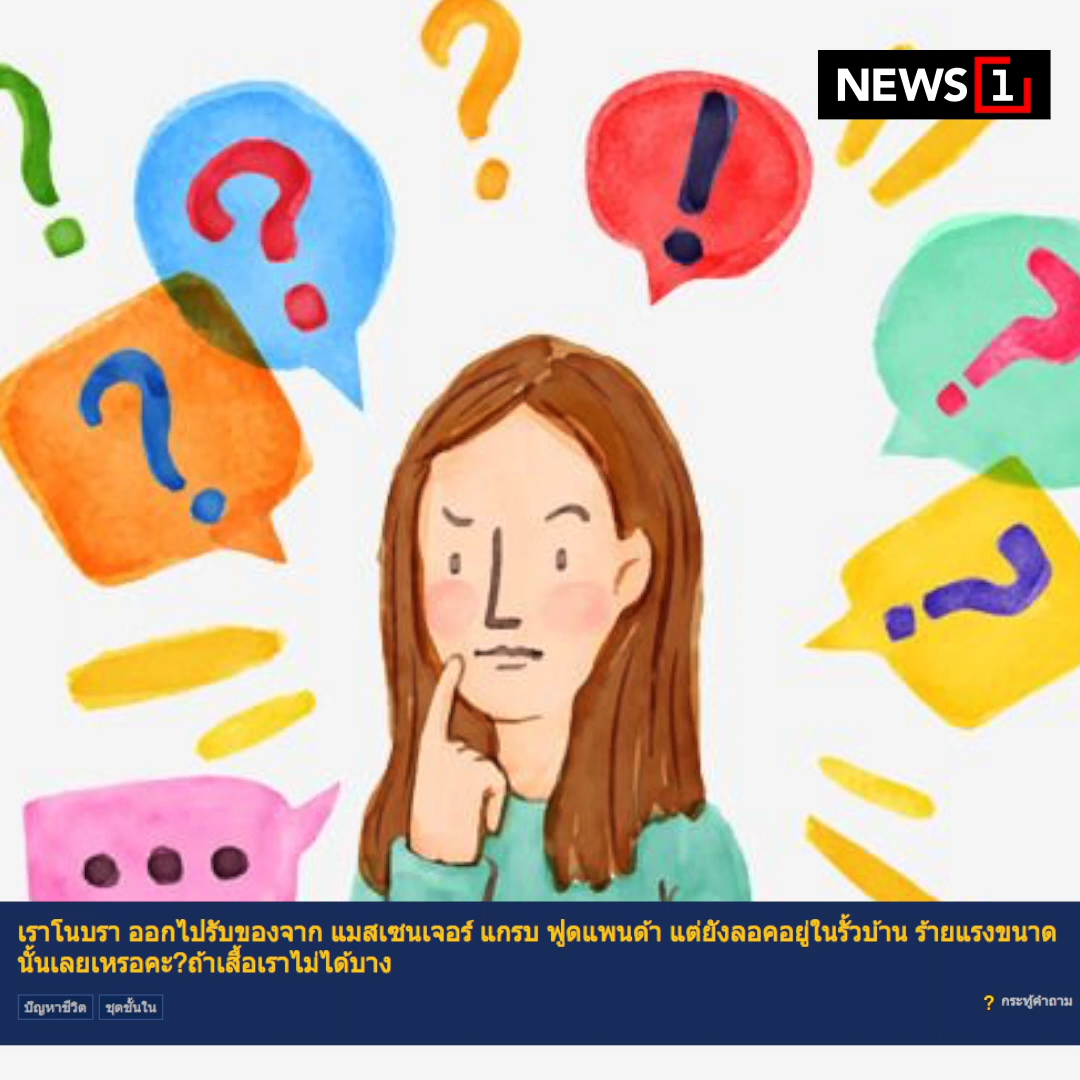 NEWS 1
เราโนบรา ออกไปรับของจาก แมสเซนเจอร์ แกรบ ฟูดแพนด้า แต่ยังลอคอยู่ในรั้วบ้าน ร้ายแรงขนาด
นั้นเลยเหรอคะ?ถ้าเสื้อเราไม่ได้บาง
ปัญหาชีวิต ชุดชั้นใน
? กระทู้คำถาม